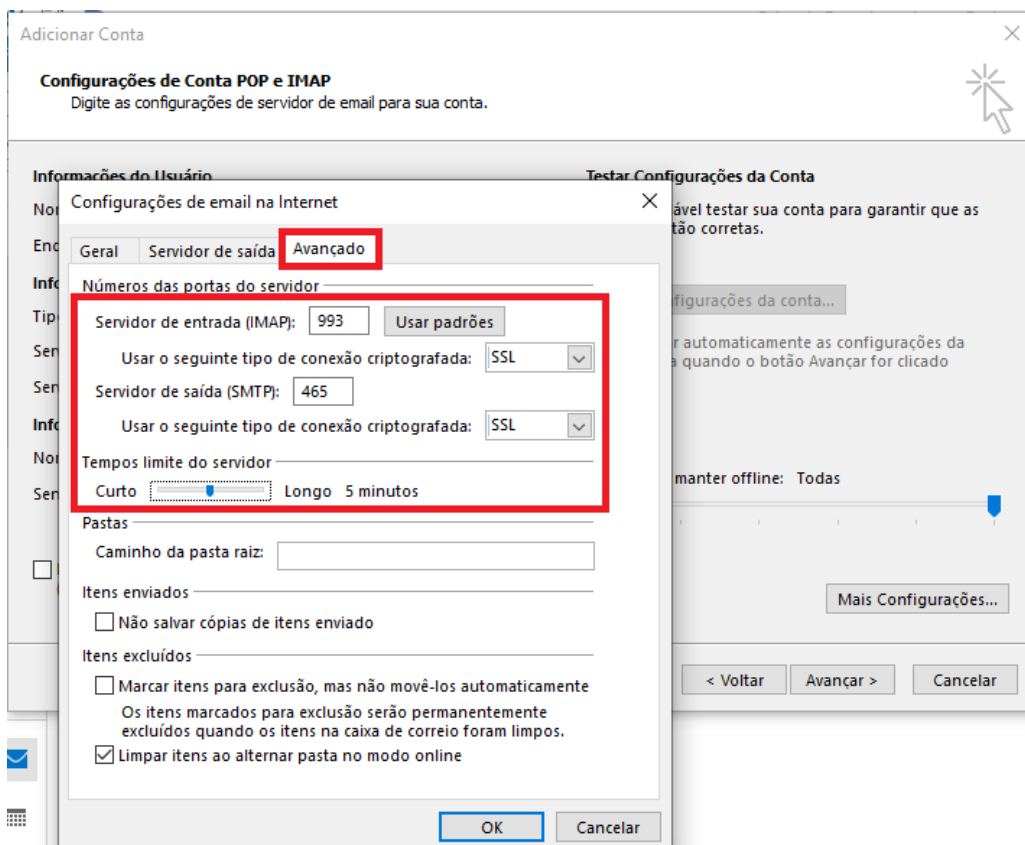 Adicionar Conta
Configurações de Conta POP e IMAP
Digite as configurações de servidor de email para sua conta.
Informações do Usuário
Testar Configurações da Conta
Configurações de email na Internet
tão corretas.
Geral
Servidor de saída
Avançado
Números das portas do servidor
Servidor de entrada (IMAP): 993
Usar padrões
Usar o seguinte tipo de conexão criptografada: SSL
Servidor de saída (SMTP): 465
Usar o seguinte tipo de conexão criptografada: SSL
Tempos limite do servidor
Curto Longo 5 minutos
Pastas
Caminho da pasta raiz:
Itens enviados
Não salvar cópias de itens enviado
Itens excluídos
Marcar itens para exclusão, mas não movê-los automaticamente
Os itens marcados para exclusão serão permanentemente
excluídos quando os itens na caixa de correio foram limpos.
Limpar itens ao alternar pasta no modo online
OK
Cancelar
ável testar sua conta para garantir que as
figurações da conta...
r automaticamente as configurações da
a quando o botão Avançar for clicado
manter offline: Todas
Mais Configurações...
< Voltar
Avançar >
Cancelar